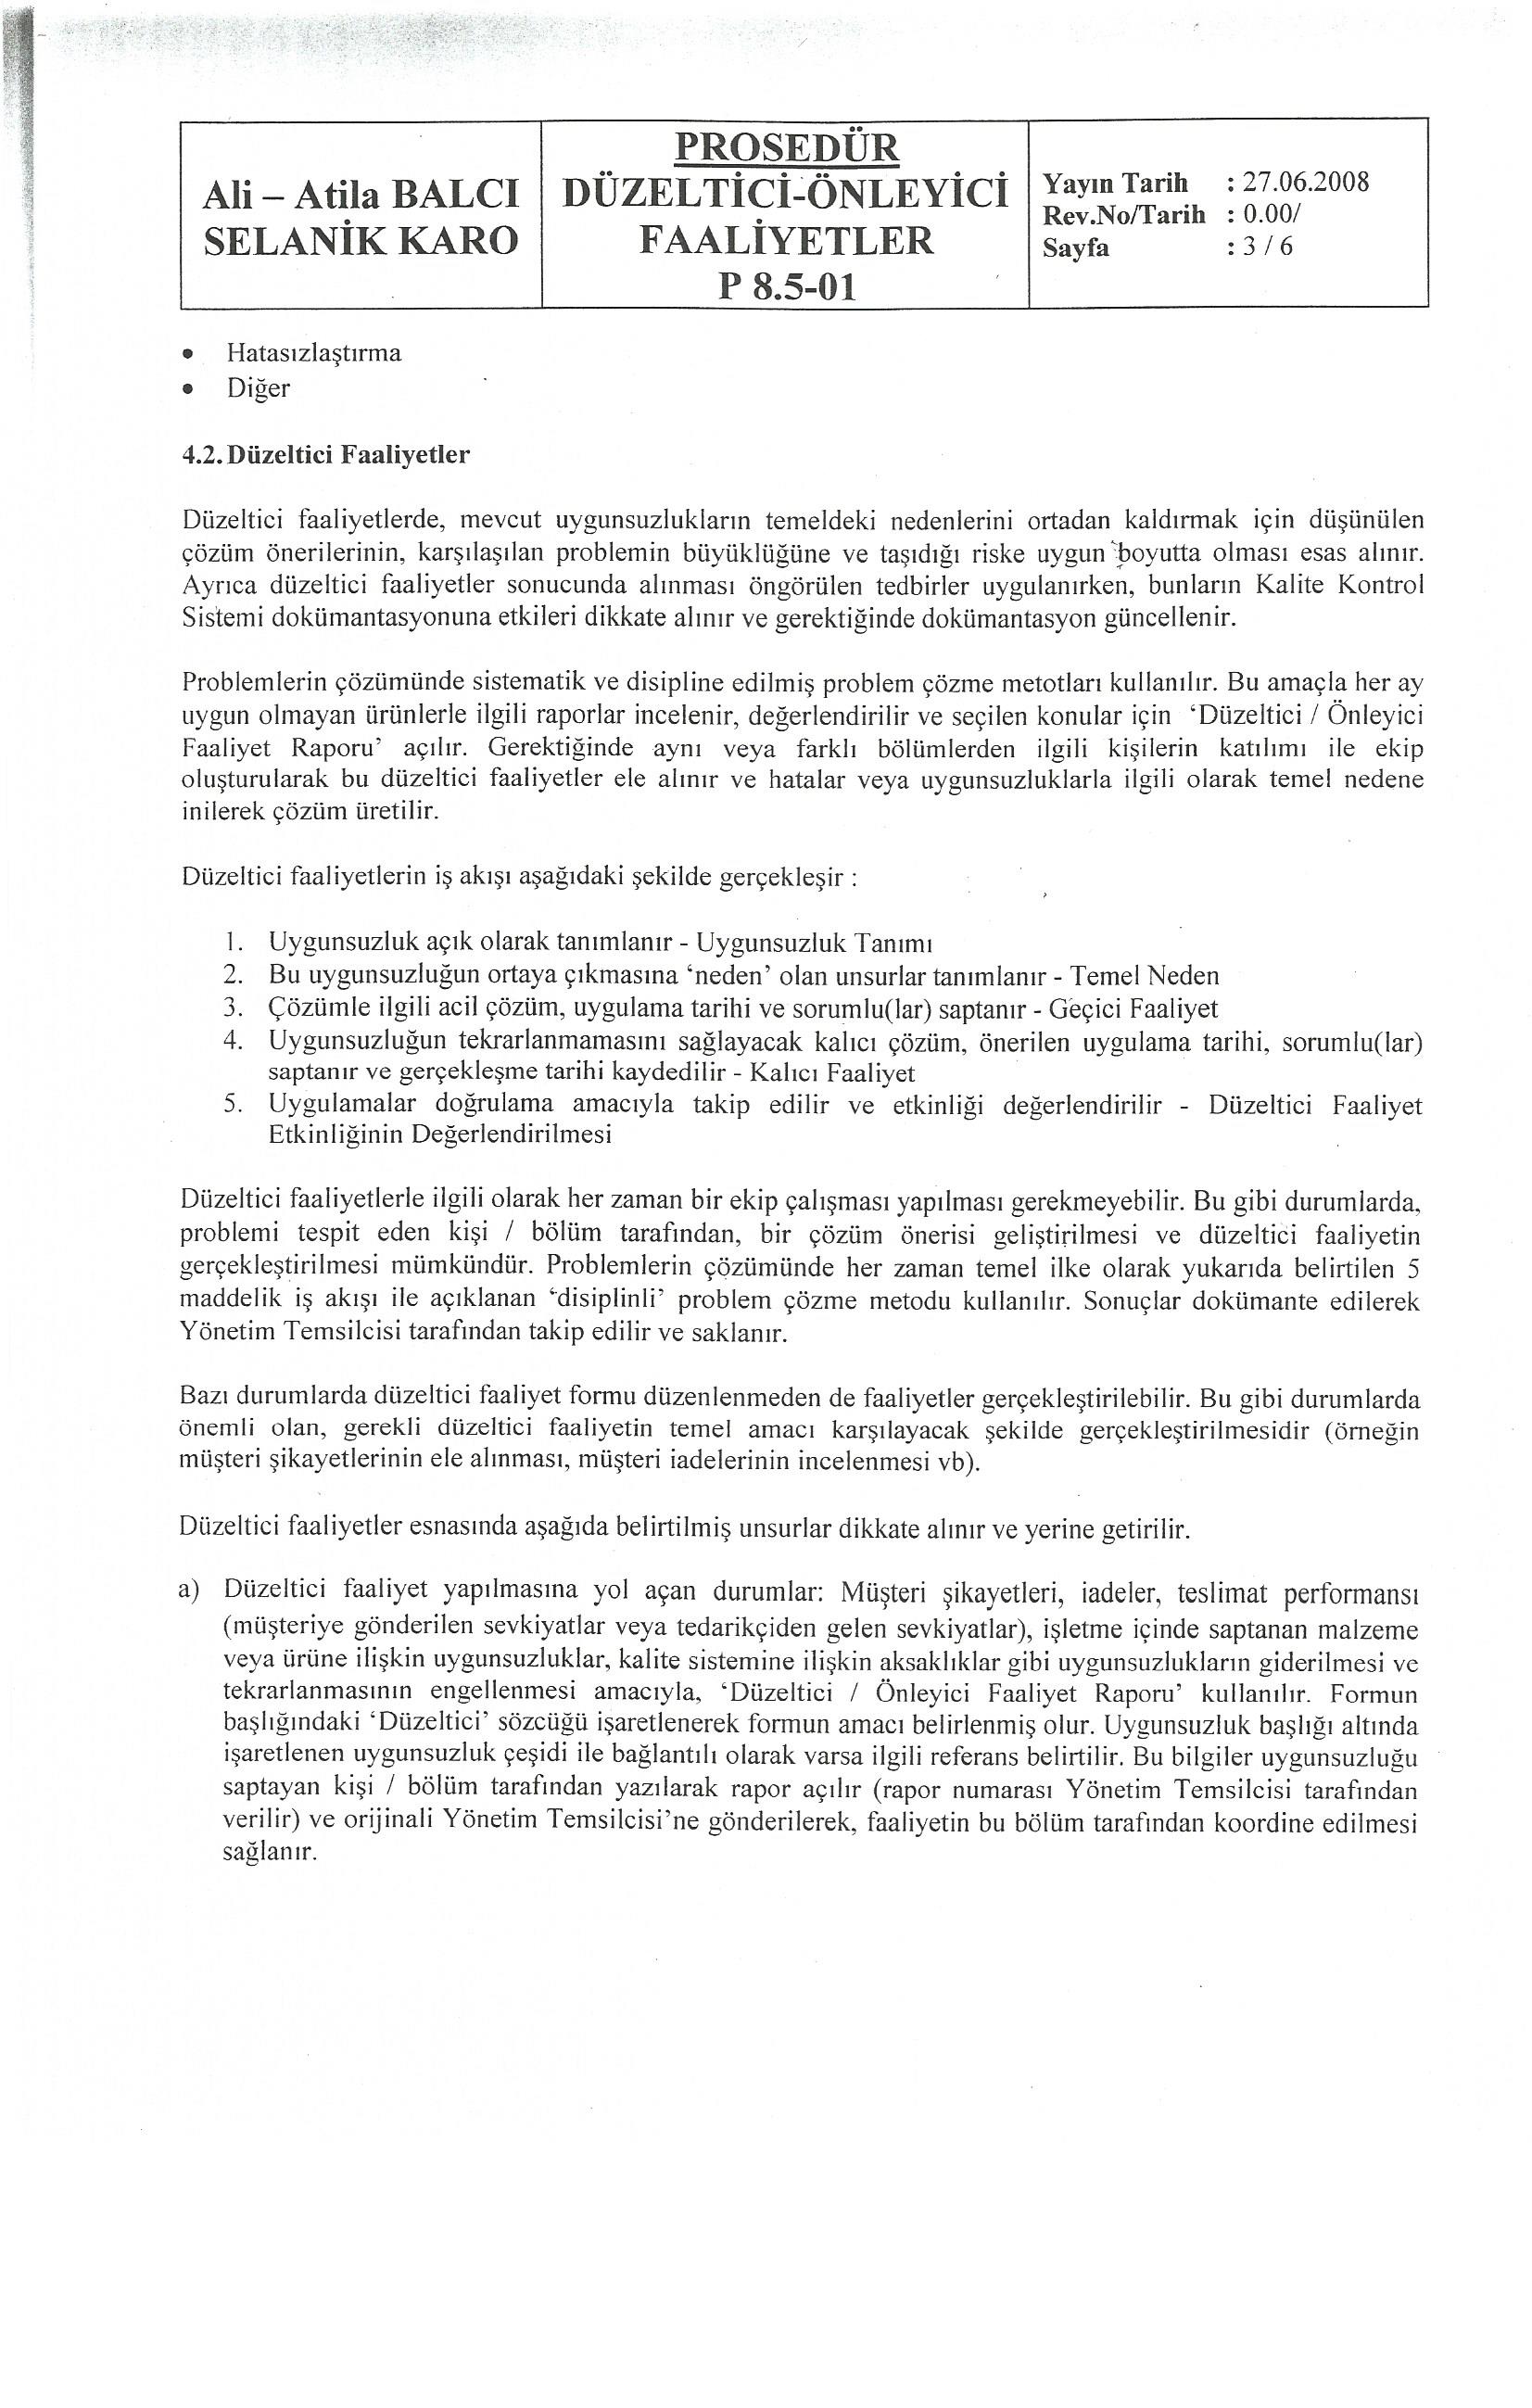 Ali – Atila BALCI
SELANİK KARO
PROSEDÜR
DÜZELTİCİ-ÖNLEYİCİ
FAALİYETLER
P 8.5-01
Yayın Tarih : 27.06.2008
Rev.No/Tarih : 0.00/
Sayfa : 3 / 6
• Hatasızlaştırma
• Diğer
4.2. Düzeltici Faaliyetler
Düzeltici faaliyetlerde, mevcut uygunsuzlukların temeldeki nedenlerini ortadan kaldırmak için düşünülen
çözüm önerilerinin, karşılaşılan problemin büyüklüğüne ve taşıdığı riske uygun boyutta olması esas alınır.
Ayrıca düzeltici faaliyetler sonucunda alınması öngörülen tedbirler uygulanırken, bunların Kalite Kontrol
Sistemi dokümantasyonuna etkileri dikkate alınır ve gerektiğinde dokümantasyon güncellenir.
Problemlerin çözümünde sistematik ve disipline edilmiş problem çözme metotları kullanılır. Bu amaçla her ay
uygun olmayan ürünlerle ilgili raporlar incelenir, değerlendirilir ve seçilen konular için ‘Düzeltici / Önleyici
Faaliyet Raporu’ açılır. Gerektiğinde aynı veya farklı bölümlerden ilgili kişilerin katılımı ile ekip
oluşturularak bu düzeltici faaliyetler ele alınır ve hatalar veya uygunsuzluklarla ilgili olarak temel nedene
inilerek çözüm üretilir.
Düzeltici faaliyetlerin iş akışı aşağıdaki şekilde gerçekleşir :
1. Uygunsuzluk açık olarak tanımlanır - Uygunsuzluk Tanımı
2. Bu uygunsuzluğun ortaya çıkmasına ‘neden’ olan unsurlar tanımlanır - Temel Neden
3. Çözümle ilgili acil çözüm, uygulama tarihi ve sorumlu(lar) saptanır - Geçici Faaliyet
4. Uygunsuzluğun tekrarlanmamasını sağlayacak kalıcı çözüm, önerilen uygulama tarihi, sorumlu(lar)
saptanır ve gerçekleşme tarihi kaydedilir - Kalıcı Faaliyet
5. Uygulamalar doğrulama amacıyla takip edilir ve etkinliği değerlendirilir - Düzeltici Faaliyet
Etkinliğinin Değerlendirilmesi
Düzeltici faaliyetlerle ilgili olarak her zaman bir ekip çalışması yapılması gerekmeyebilir. Bu gibi durumlarda,
problemi tespit eden kişi / bölüm tarafından, bir çözüm önerisi geliştirilmesi ve düzeltici faaliyetin
gerçekleştirilmesi mümkündür. Problemlerin çözümünde her zaman temel ilke olarak yukarıda belirtilen 5
maddelik iş akışı ile açıklanan ‘disiplinli’ problem çözme metodu kullanılır. Sonuçlar dokümante edilerek
Yönetim Temsilcisi tarafından takip edilir ve saklanır.
Bazı durumlarda düzeltici faaliyet formu düzenlenmeden de faaliyetler gerçekleştirilebilir. Bu gibi durumlarda
önemli olan, gerekli düzeltici faaliyetin temel amacı karşılayacak şekilde gerçekleştirilmesidir (örneğin
müşteri şikayetlerinin ele alınması, müşteri iadelerinin incelenmesi vb).
Düzeltici faaliyetler esnasında aşağıda belirtilmiş unsurlar dikkate alınır ve yerine getirilir.
a) Düzeltici faaliyet yapılmasına yol açan durumlar: Müşteri şikayetleri, iadeler, teslimat performansı
(müşteriye gönderilen sevkiyatlar veya tedarikçiden gelen sevkiyatlar), işletme içinde saptanan malzeme
veya ürüne ilişkin uygunsuzluklar, kalite sistemine ilişkin aksaklıklar gibi uygunsuzlukların giderilmesi ve
tekrarlanmasının engellenmesi amacıyla, ‘Düzeltici / Önleyici Faaliyet Raporu’ kullanılır. Formun
başlığındaki ‘Düzeltici’ sözcüğü işaretlenerek formun amacı belirlenmiş olur. Uygunsuzluk başlığı altında
işaretlenen uygunsuzluk çeşidi ile bağlantılı olarak varsa ilgili referans belirtilir. Bu bilgiler uygunsuzluğu
saptayan kişi / bölüm tarafından yazılarak rapor açılır (rapor numarası Yönetim Temsilcisi tarafından
verilir) ve orijinali Yönetim Temsilcisi’ne gönderilerek, faaliyetin bu bölüm tarafından koordine edilmesi
sağlanır.